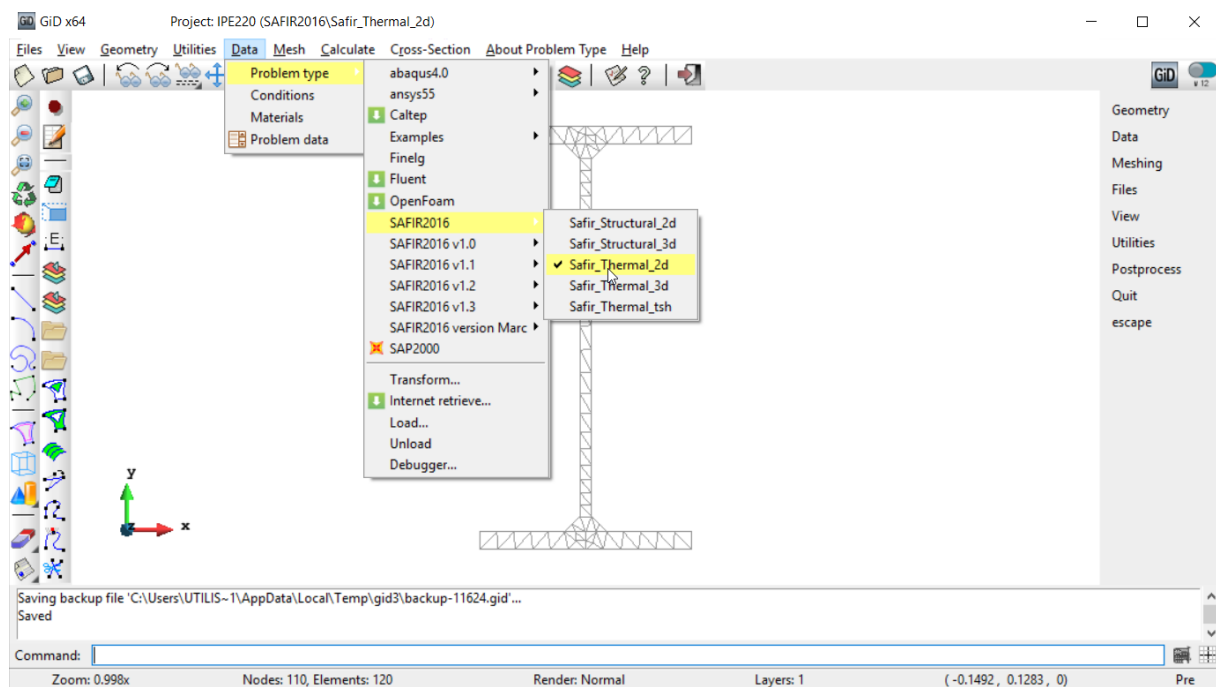 GiD x64 Project: IPE220 (SAFIR2016\Safir_Thermal_2d)
Files View Geometry Utilities Data Mesh Calculate Cross-Section About Problem Type Help
GiD
v 12
Problem type
Conditions
Materials
Problem data
abaqus4.0
ansys55
Caltep
Examples
Finelg
Fluent
OpenFoam
SAFIR2016
SAFIR2016 v1.0
SAFIR2016 v1.1
SAFIR2016 v1.2
SAFIR2016 v1.3
SAFIR2016 version Marc
SAP2000
Transform...
Internet retrieve...
Load...
Unload
Debugger...
Safir_Structural_2d
Safir_Structural_3d
Safir_Thermal_2d
Safir_Thermal_3d
Safir_Thermal_tsh
Geometry
Data
Meshing
Files
View
Utilities
Postprocess
Quit
escape
:E:
y
z
x
Saving backup file 'C:\Users\UTILIS~1\AppData\Local\Temp\gid3\backup-11624.gid'...
Saved
Command:
Zoom: 0.998x Nodes: 110, Elements: 120 Render: Normal Layers: 1 ( -0.1492 , 0.1283 , 0) Pre